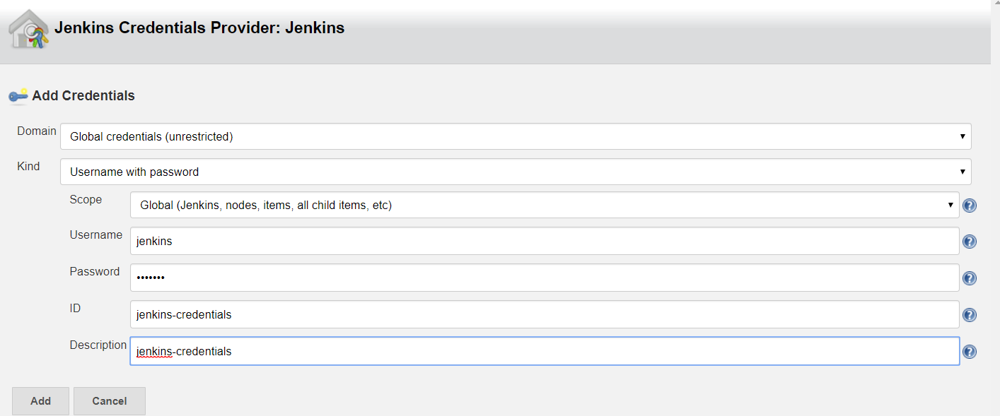 Jenkins Credentials Provider: Jenkins
Add Credentials
Domain Global credentials (unrestricted)
Kind Username with password
Scope Global (Jenkins, nodes, items, all child items, etc)
Username jenkins
Password •••••••
ID jenkins-credentials
Description jenkins-credentials
Add Cancel